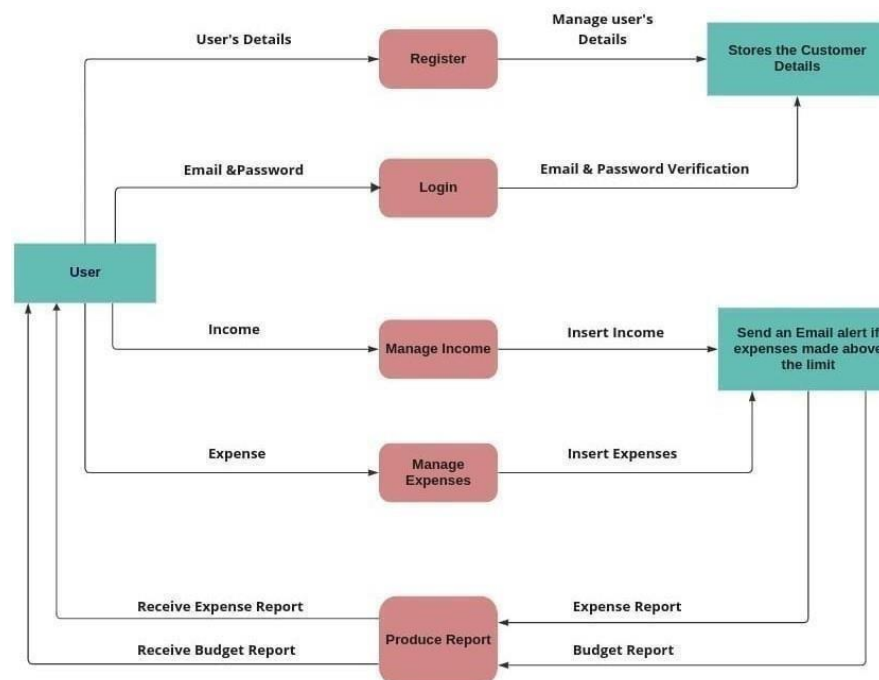 Manage user's
Details
User's Details
Register
Stores the Customer
Details
Email &Password
Login
Email & Password Verification
User
Income
Manage Income
Insert Income
Send an Email alert if
expenses made above
the limit
Expense
Manage
Expenses
Insert Expenses
Receive Expense Report
Expense Report
Produce Report
Receive Budget Report
Budget Report